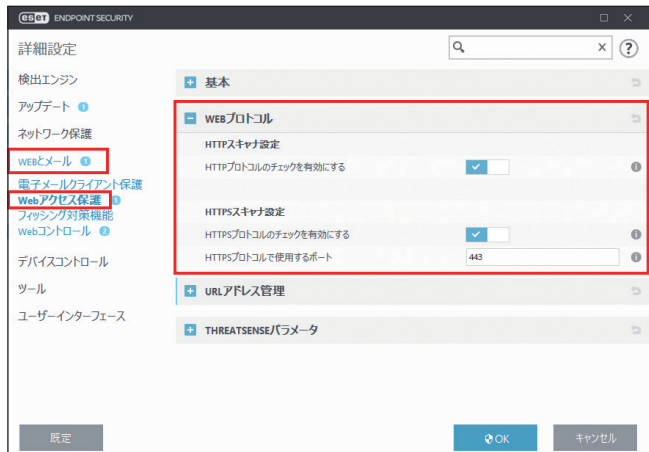 eset ENDPOINT SECURITY
詳細設定
検出エンジン
アップデート 1
ネットワーク保護
WEBとメール 1
電子メールクライアント保護
Webアクセス保護 1
フィッシング対策機能
Webコントロール 2
デバイスコントロール
ツール
ユーザーインターフェース
基本
WEBプロトコル
HTTPスキャナ設定
HTTPプロトコルのチェックを有効にする
HTTPSスキャナ設定
HTTPSプロトコルのチェックを有効にする
HTTPSプロトコルで使用するポート 443
URLアドレス管理
THREATSENSEパラメータ
既定
OK
キャンセル